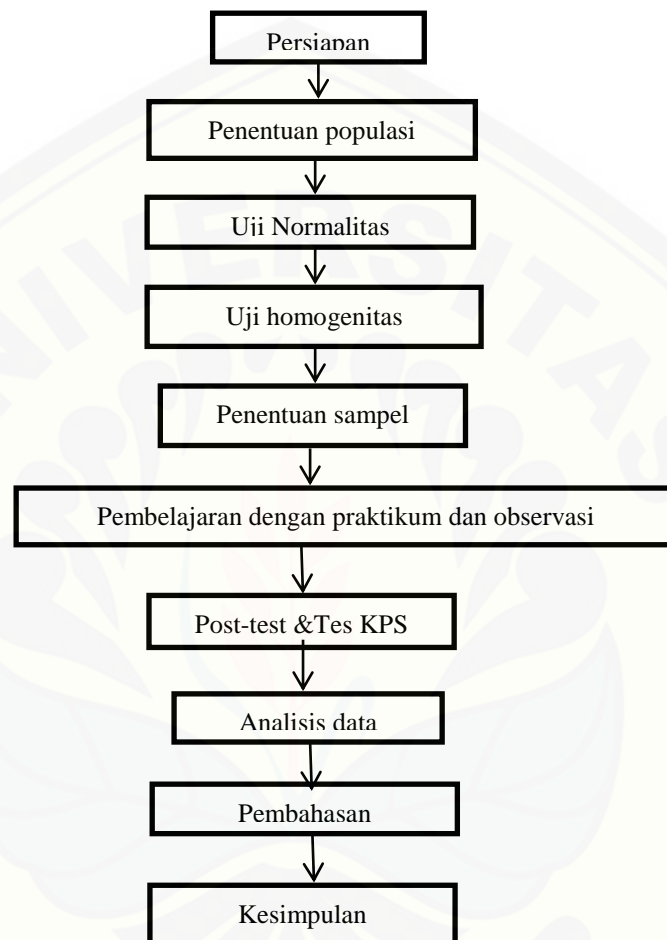 Persiapan
Penentuan populasi
Uji Normalitas
Uji homogenitas
Penentuan sampel
Pembelajaran dengan praktikum dan observasi
Post-test &Tes KPS
Analisis data
Pembahasan
Kesimpulan
UNIVERSITAS